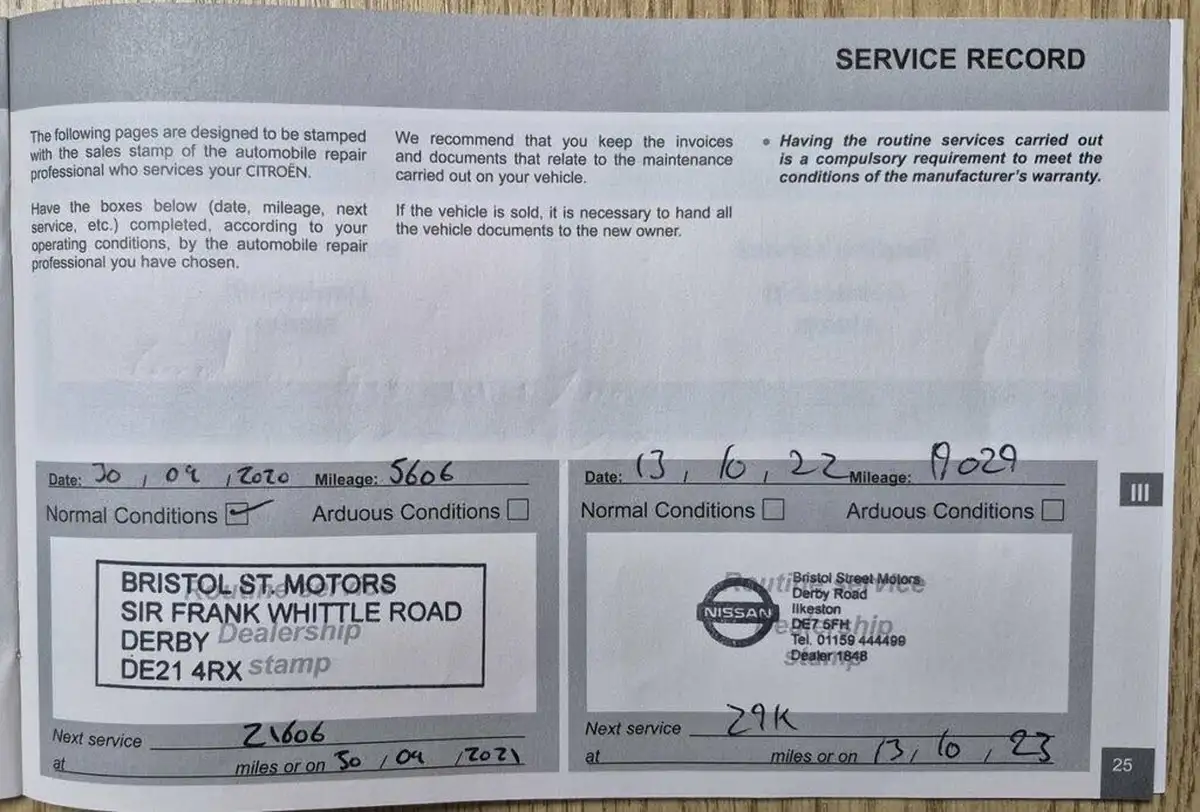 SERVICE RECORD
The following pages are designed to be stamped
with the sales stamp of the automobile repair
professional who services your CITROËN.
Have the boxes below (date, mileage, next
service, etc.) completed, according to your
operating conditions, by the automobile repair
professional you have chosen.
We recommend that you keep the invoices
and documents that relate to the maintenance
carried out on your vehicle.
If the vehicle is sold, it is necessary to hand all
the vehicle documents to the new owner.
• Having the routine services carried out
is a compulsory requirement to meet the
conditions of the manufacturer's warranty.
Date: 30 / 09 / 2020 Mileage: 5606
Normal Conditions Arduous Conditions
Routine service
Dealership
stamp
BRISTOL ST. MOTORS
SIR FRANK WHITTLE ROAD
DERBY
DE21 4RX
Next service 21606
at miles or on 30 / 09 / 2021
Date: 13 / 10 / 22 Mileage: 19029
Normal Conditions Arduous Conditions
Routine service
Dealership
stamp
NISSAN
Bristol Street Motors
Derby Road
Ilkeston
DE7 5FH
Tel. 01159 444499
Dealer 1848
Next service 29K
at miles or on 13 / 10 / 23
III
25